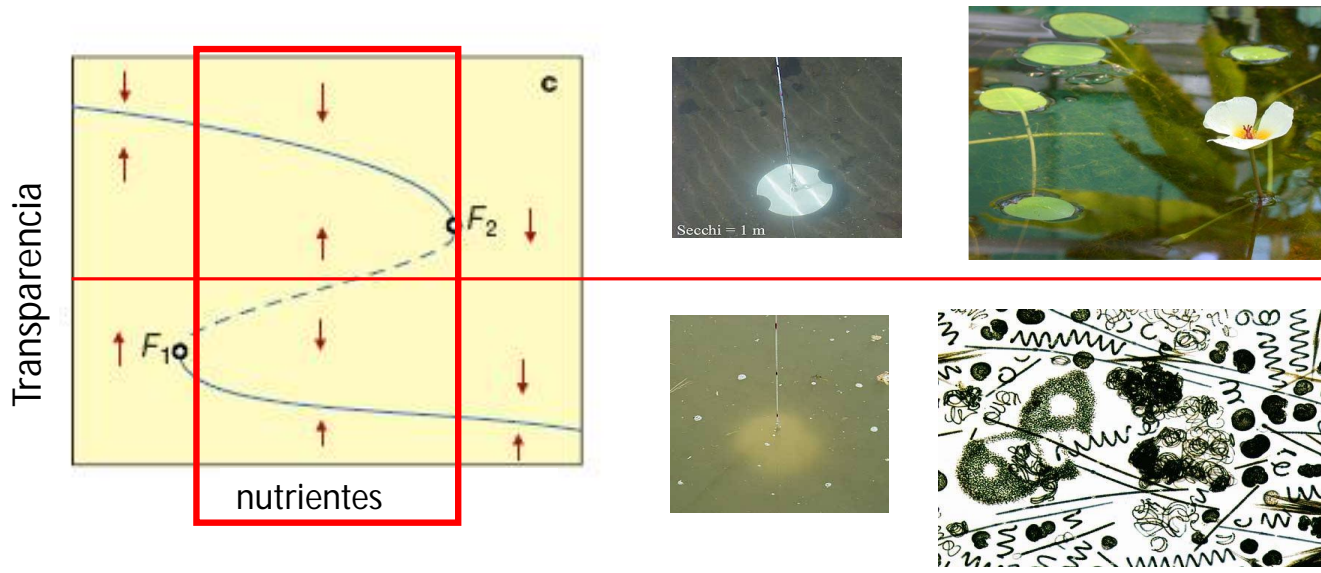 c
Transparencia
F2
F1
nutrientes
Secchi = 1 m